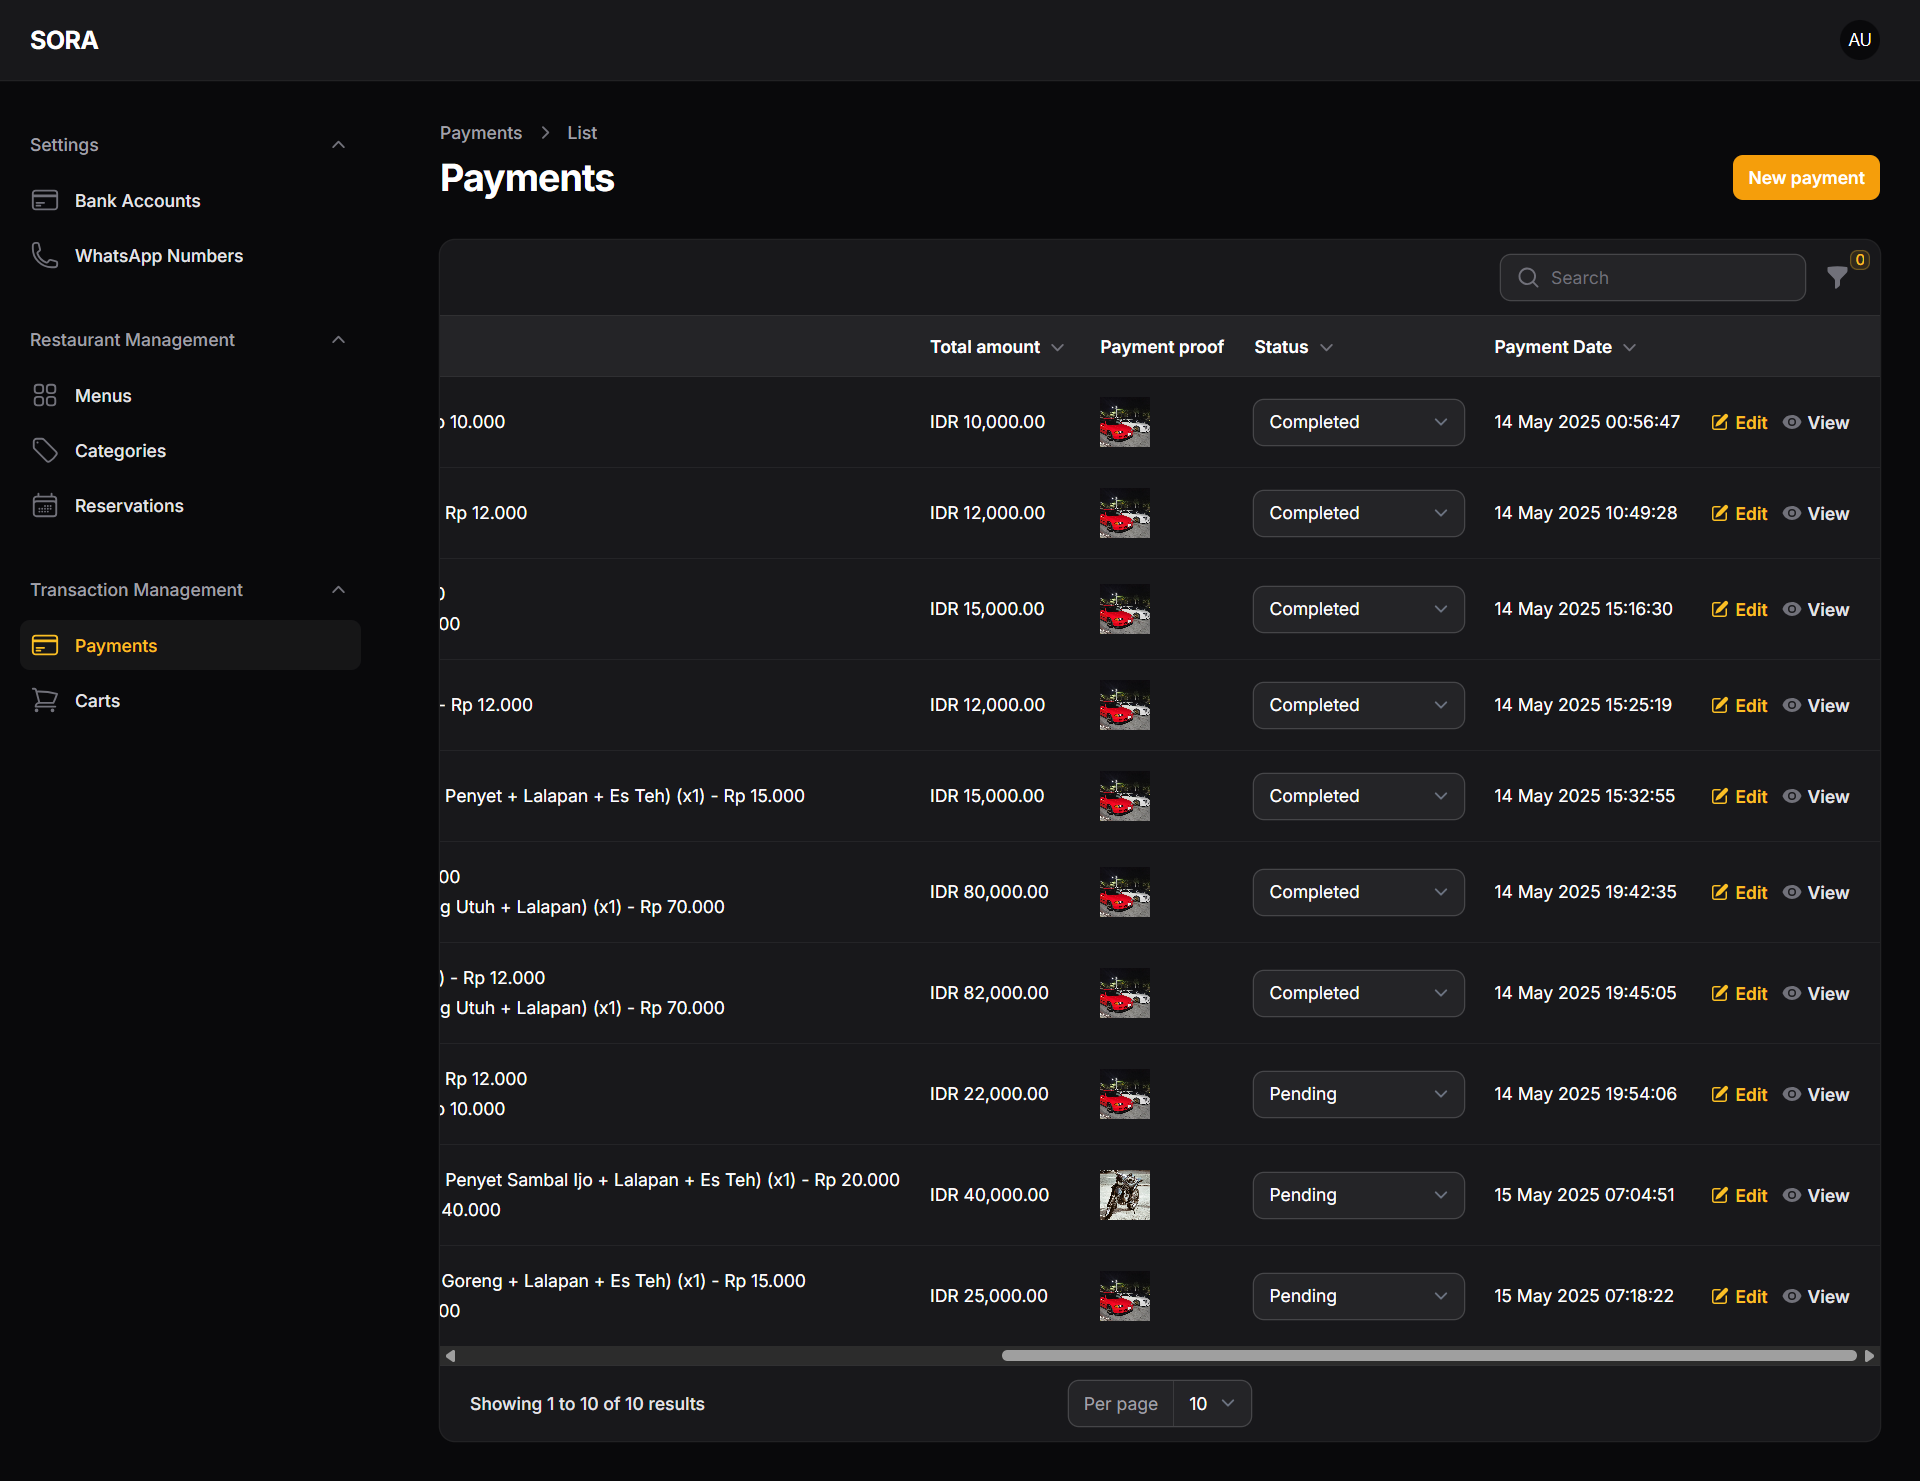 SORA
AU
Settings
Bank Accounts
WhatsApp Numbers
Restaurant Management
Menus
Categories
Reservations
Transaction Management
Payments
Carts
Payments List
Payments
New payment
Search
0
Total amount Payment proof Status Payment Date
10.000 IDR 10,000.00 Completed 14 May 2025 00:56:47 Edit View
Rp 12.000 IDR 12,000.00 Completed 14 May 2025 10:49:28 Edit View
00 IDR 15,000.00 Completed 14 May 2025 15:16:30 Edit View
- Rp 12.000 IDR 12,000.00 Completed 14 May 2025 15:25:19 Edit View
Penyet + Lalapan + Es Teh) (x1) - Rp 15.000 IDR 15,000.00 Completed 14 May 2025 15:32:55 Edit View
00
g Utuh + Lalapan) (x1) - Rp 70.000 IDR 80,000.00 Completed 14 May 2025 19:42:35 Edit View
) - Rp 12.000
g Utuh + Lalapan) (x1) - Rp 70.000 IDR 82,000.00 Completed 14 May 2025 19:45:05 Edit View
Rp 12.000
10.000 IDR 22,000.00 Pending 14 May 2025 19:54:06 Edit View
Penyet Sambal Ijo + Lalapan + Es Teh) (x1) - Rp 20.000
40.000 IDR 40,000.00 Pending 15 May 2025 07:04:51 Edit View
Goreng + Lalapan + Es Teh) (x1) - Rp 15.000
00 IDR 25,000.00 Pending 15 May 2025 07:18:22 Edit View
Showing 1 to 10 of 10 results
Per page 10